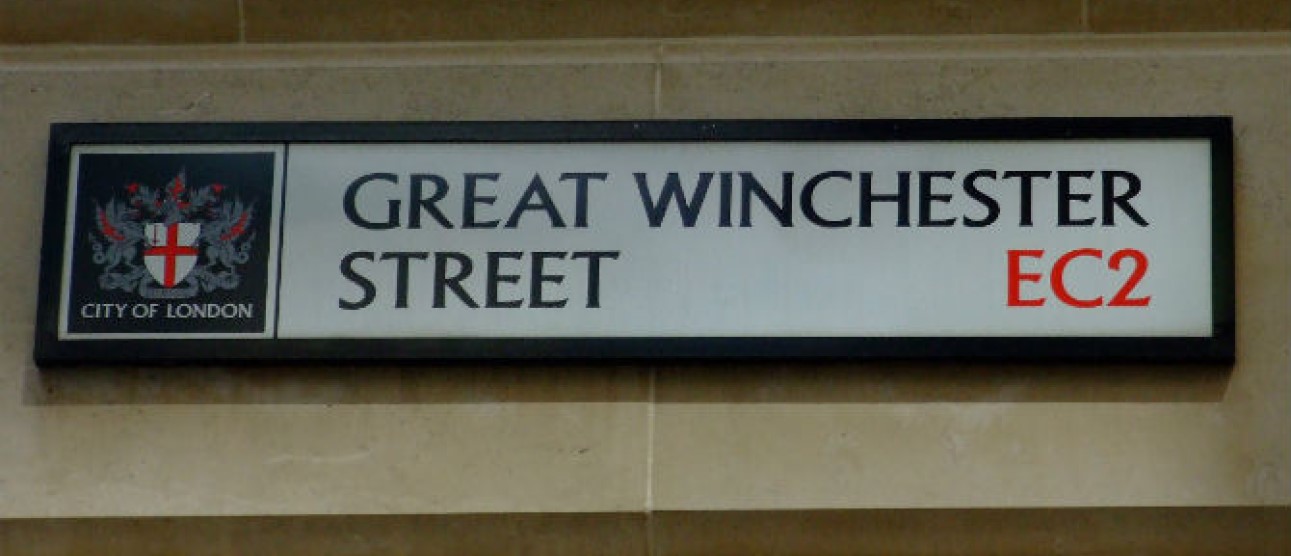 GREAT WINCHESTER
STREET
EC2
CITY OF LONDON